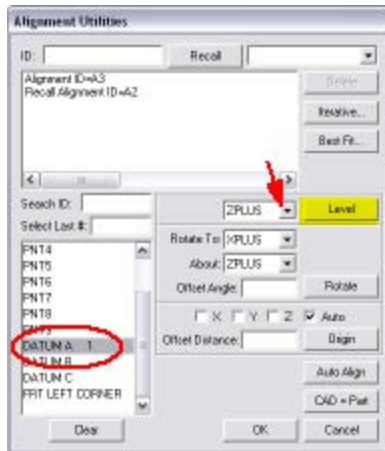 Alignment Utilities
ID: Recall
Alignment ID=A3
Recall Alignment ID=A2
Delete
Iterative...
Best Fit...
Search ID:
ZPLUS Level
Select Last #:
Rotate To: XPLUS
About: ZPLUS
Offset Angle: Rotate
X Y Z Auto
Offset Distance: Origin
Auto Align
CAD = Part
PNT4
PNT5
PNT6
PNT7
PNT8
PNT9
DATUM A 1
DATUM B
DATUM C
FRT LEFT CORNER
Clear OK Cancel